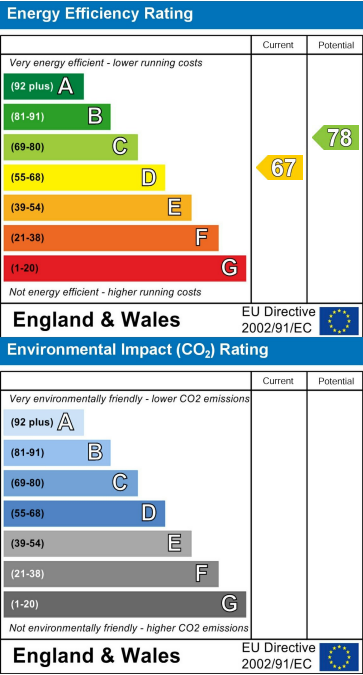 Energy Efficiency Rating
Current Potential
Very energy efficient - lower running costs
(92 plus) A
(81-91) B
(69-80) C
78
(55-68) D
67
(39-54) E
(21-38) F
(1-20) G
Not energy efficient - higher running costs
England & Wales
EU Directive
2002/91/EC
Environmental Impact (CO₂) Rating
Current Potential
Very environmentally friendly - lower CO2 emissions
(92 plus) A
(81-91) B
(69-80) C
(55-68) D
(39-54) E
(21-38) F
(1-20) G
Not environmentally friendly - higher CO2 emissions
England & Wales
EU Directive
2002/91/EC